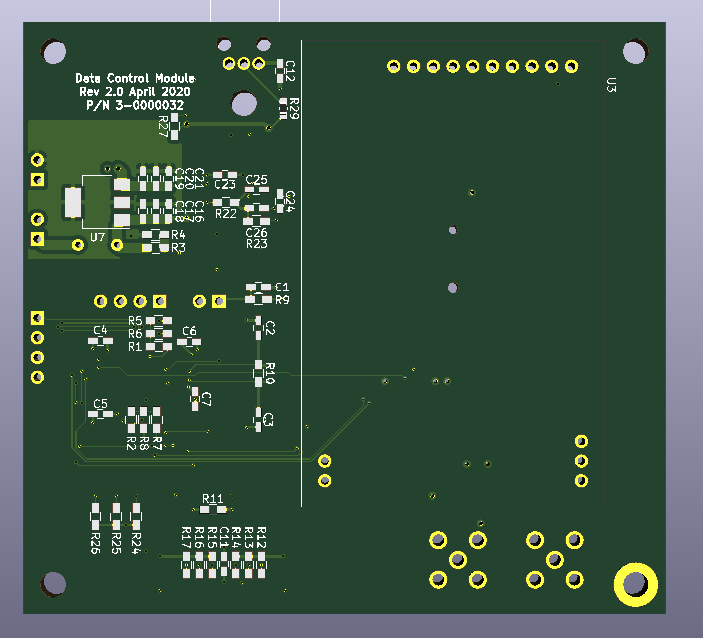 Data Control Module
Rev 2.0 April 2020
P/N 3-0000032
C12
U3
R29
R27
C19
C20
C21
C23
C25
C24
R22
C18
C17
C16
C26
R23
U7
R4
R3
C1
R9
R5
R6
R1
C4
C6
C2
R10
C7
C5
C3
R2
R8
R7
R11
R26
R25
R24
R17
R16
R15
C11
R14
R13
R12